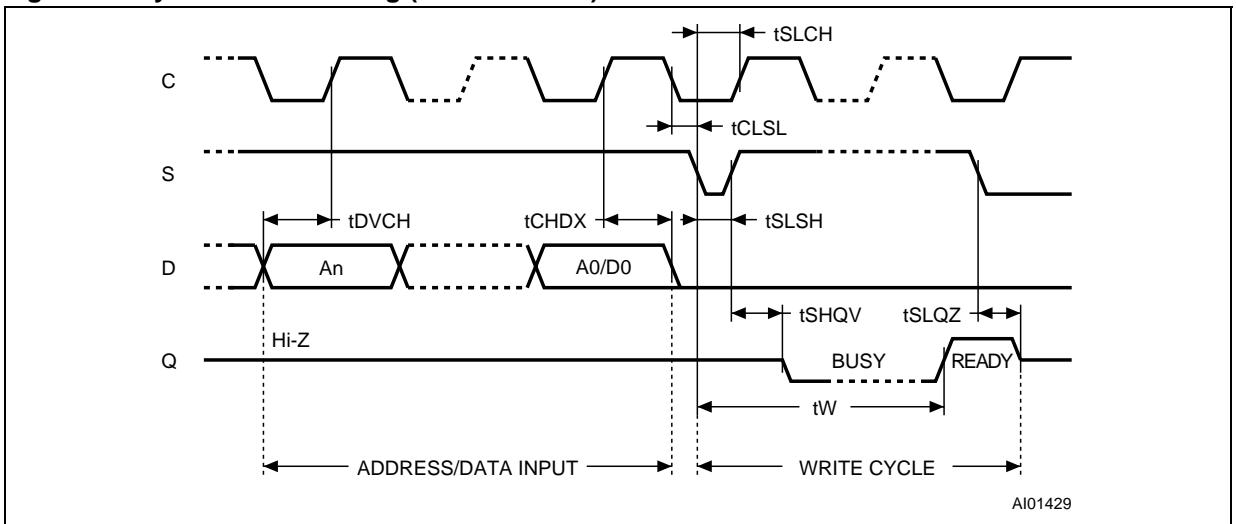 tSLCH
C
tCLSL
S
tDVCH
tCHDX
tSLSH
D
An
A0/D0
tSHQV
tSLQZ
Hi-Z
Q
BUSY
READY
tW
ADDRESS/DATA INPUT
WRITE CYCLE
AI01429